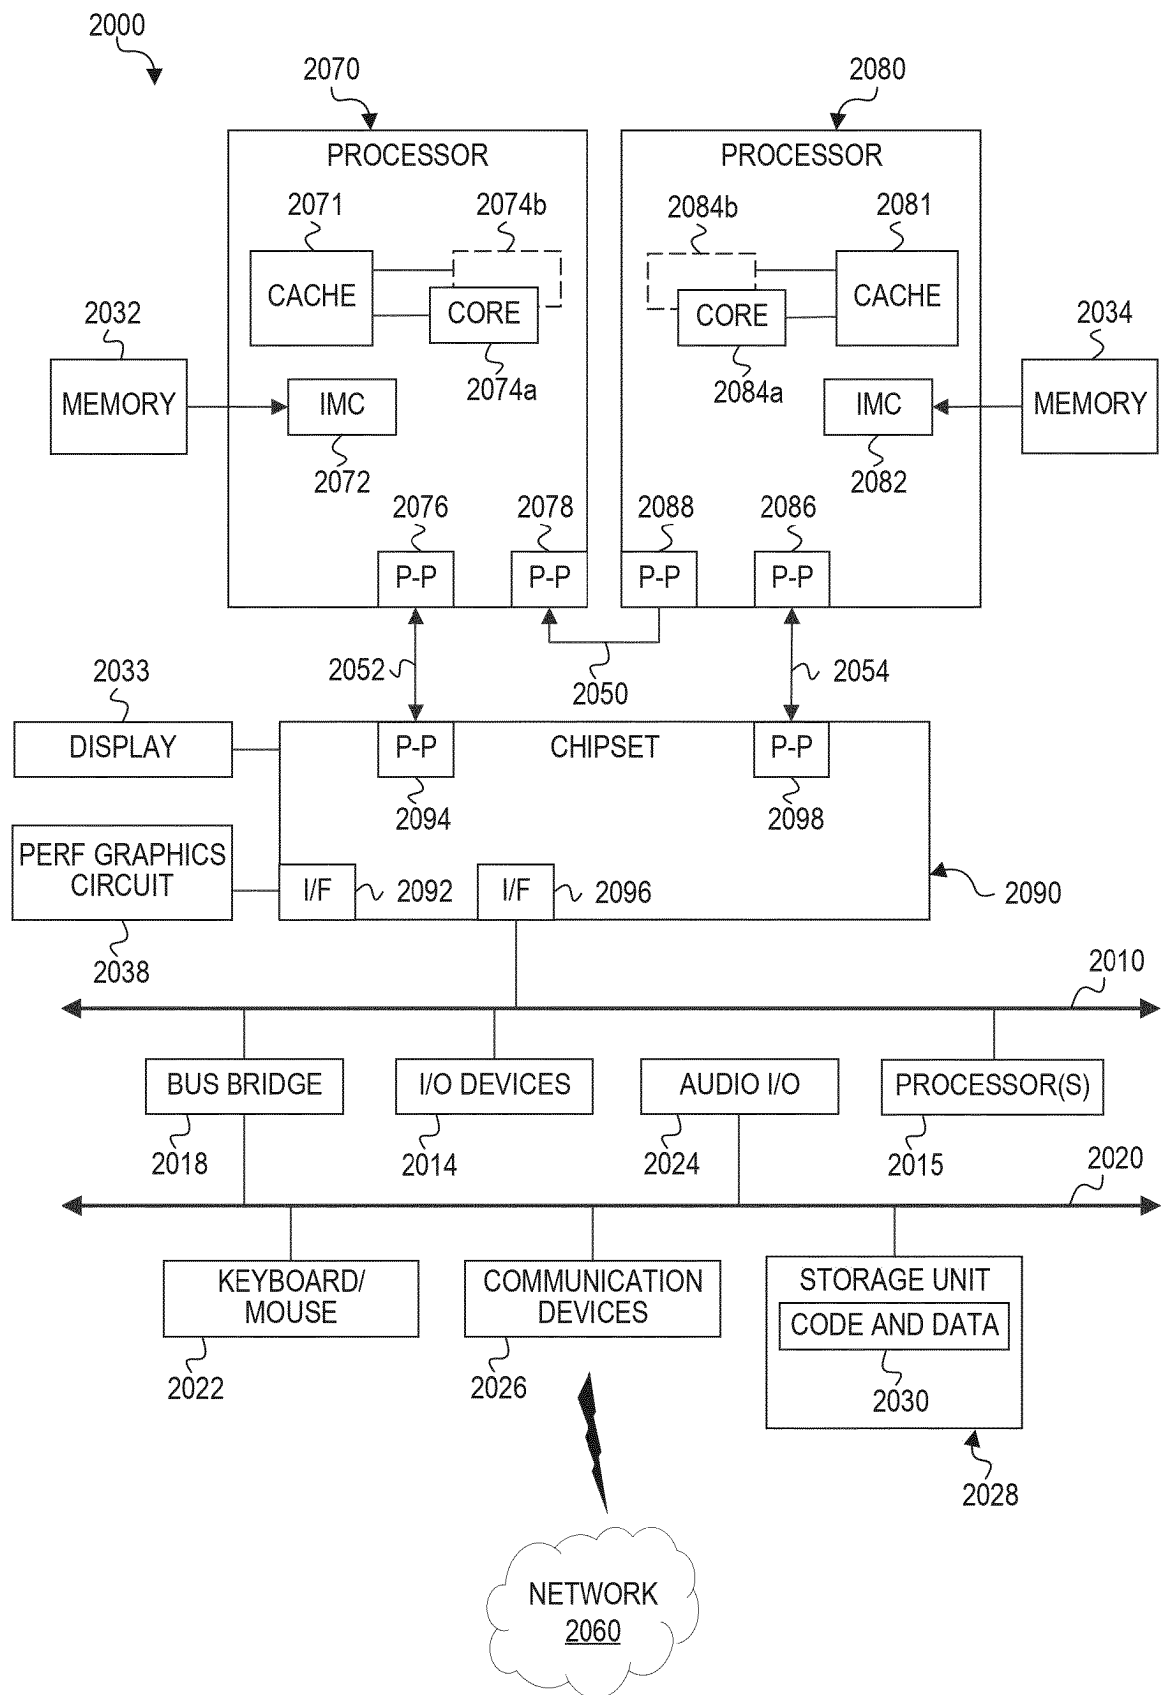 2000
2070
2080
PROCESSOR
PROCESSOR
2071
2074b
2084b
2081
CACHE
CORE
CORE
CACHE
2032
2074a
2084a
2034
MEMORY
IMC
IMC
MEMORY
2072
2082
2076
2078
2088
2086
P-P
P-P
P-P
P-P
2052
2050
2054
2033
DISPLAY
P-P
CHIPSET
P-P
2094
2098
PERF GRAPHICS
CIRCUIT
I/F
2092
I/F
2096
2090
2038
2010
BUS BRIDGE
I/O DEVICES
AUDIO I/O
PROCESSOR(S)
2018
2014
2024
2015
2020
KEYBOARD/
MOUSE
COMMUNICATION
DEVICES
STORAGE UNIT
CODE AND DATA
2022
2026
2030
2028
NETWORK
2060